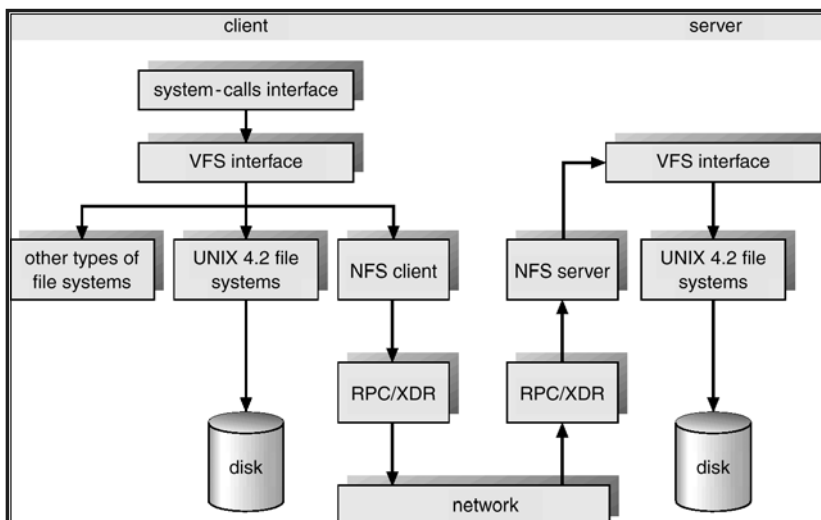 client
server
system-calls interface
VFS interface
VFS interface
other types of
file systems
UNIX 4.2 file
systems
NFS client
NFS server
UNIX 4.2 file
systems
RPC/XDR
RPC/XDR
disk
disk
network